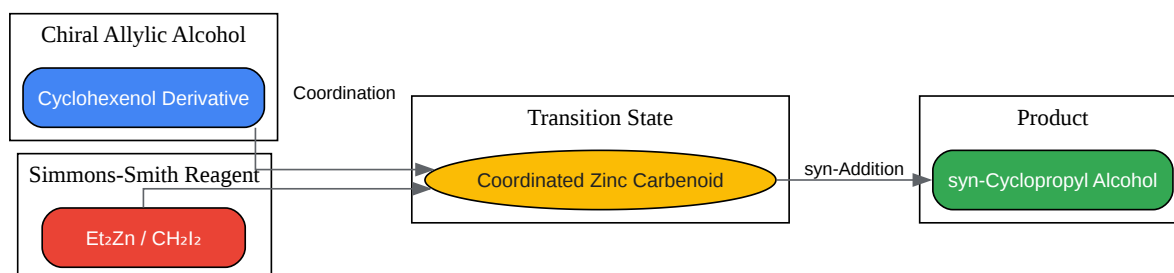 Chiral Allylic Alcohol
Cyclohexenol Derivative
Coordination
Simmons-Smith Reagent
Et₂Zn / CH₂I₂
Transition State
Coordinated Zinc Carbenoid
syn-Addition
Product
syn-Cyclopropyl Alcohol